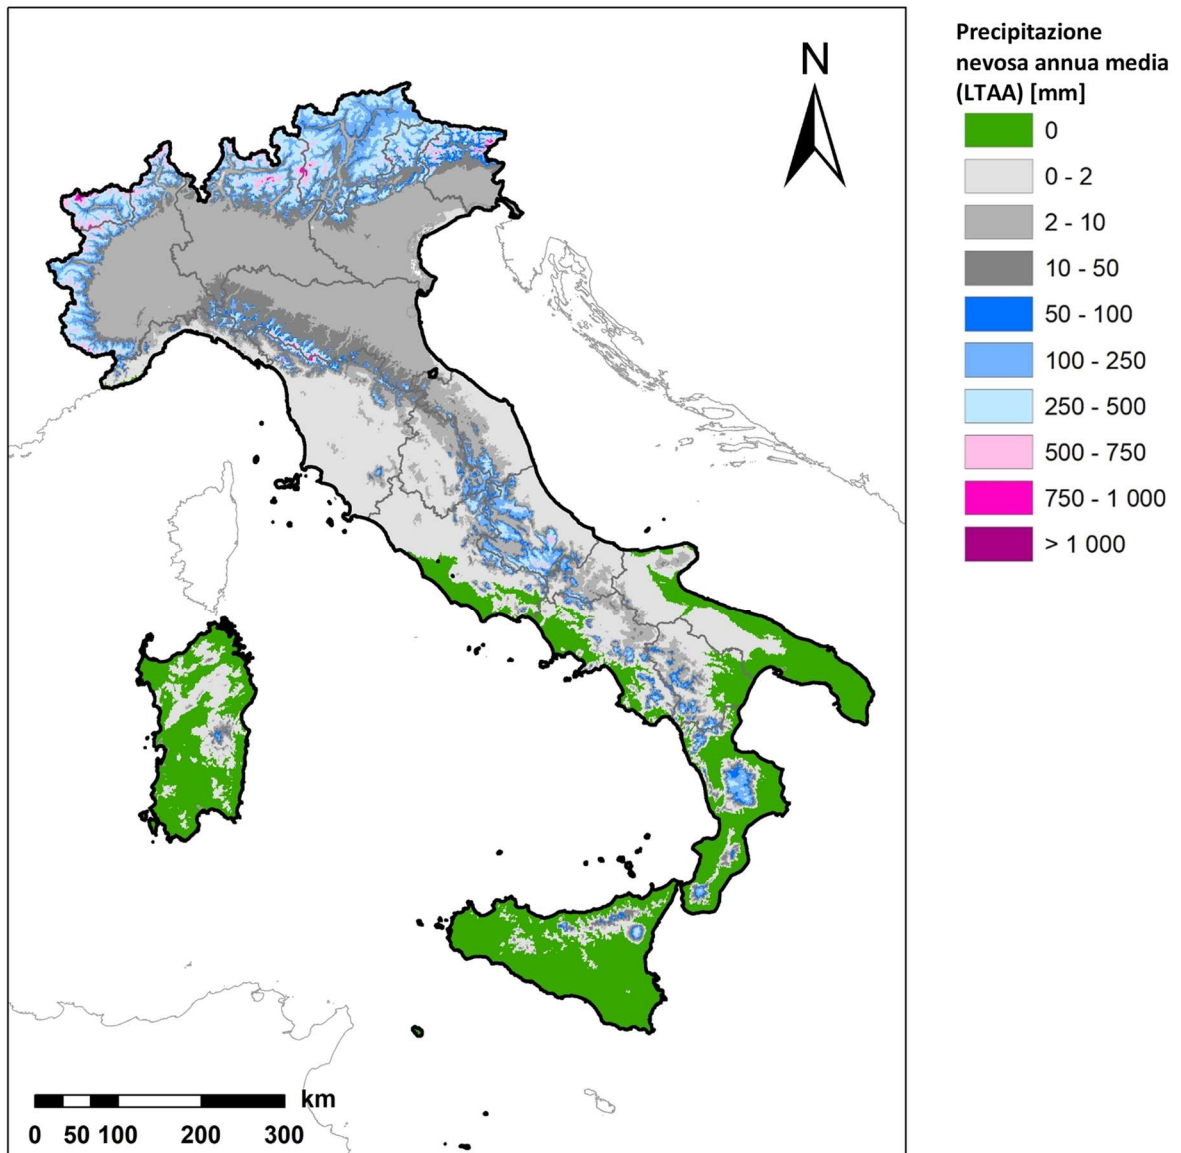 Precipitazione
nevosa annua media
(LTAA) [mm]
N
0
0 - 2
2 - 10
10 - 50
50 - 100
100 - 250
250 - 500
500 - 750
750 - 1 000
> 1 000
km
0 50 100 200 300